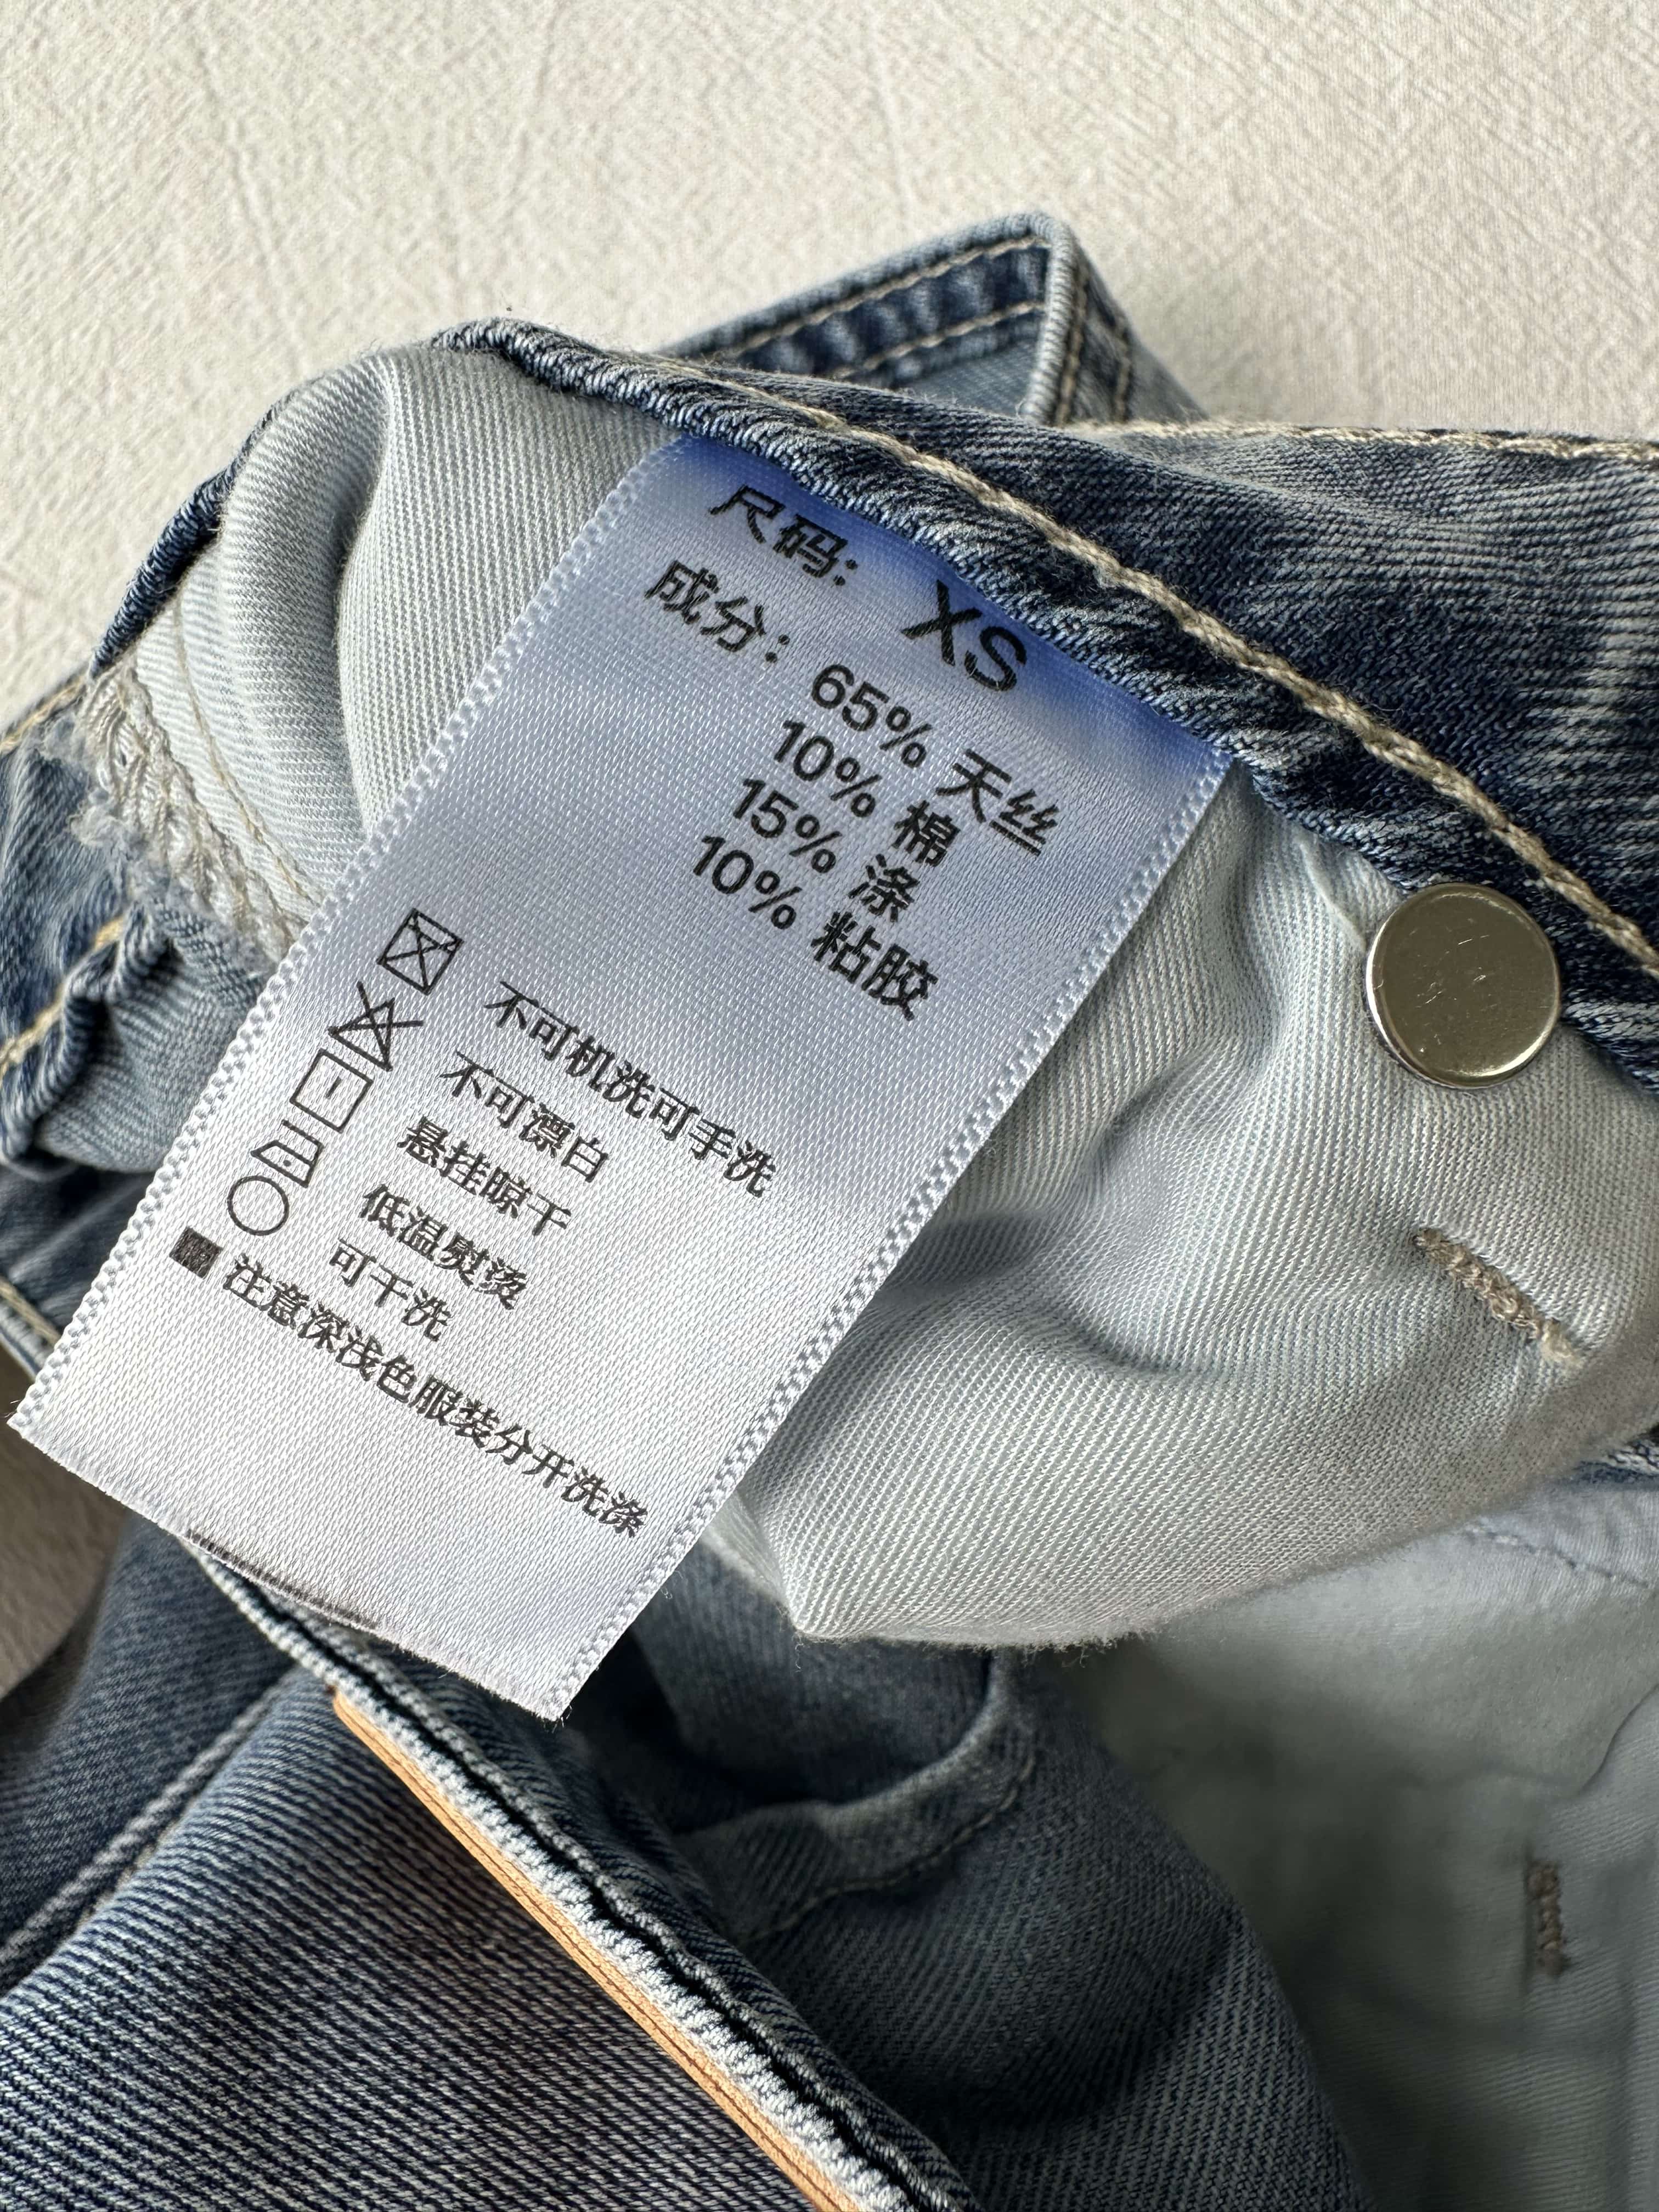 尺码： XS
成分： 65% 天丝
10% 棉
15% 涤
10% 粘胶
不可机洗可手洗
不可漂白
悬挂晾干
低温熨烫
可干洗
注意深浅色服装分开洗涤